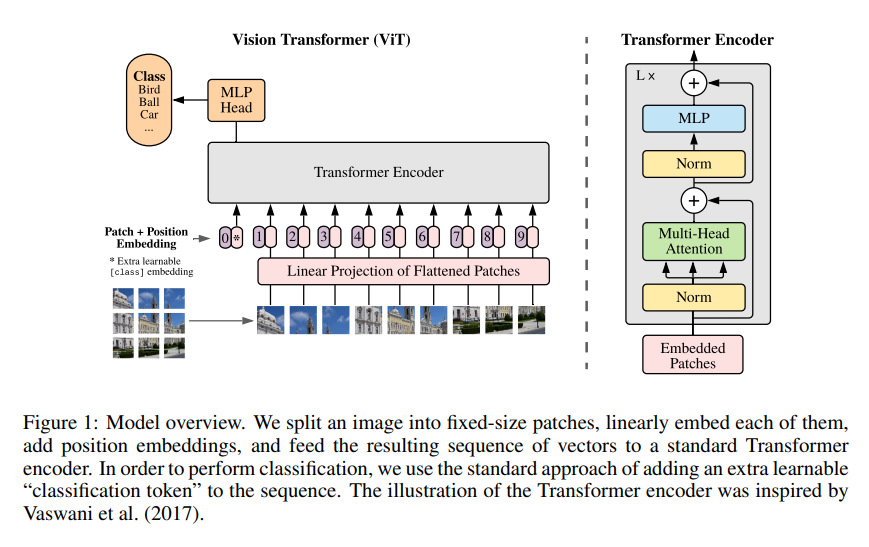 Vision Transformer (ViT)
Class
Bird
Ball
Car
...
MLP
Head
Transformer Encoder
Patch + Position
Embedding
0 * 1 2 3 4 5 6 7 8 9
* Extra learnable
[class] embedding
Linear Projection of Flattened Patches
Transformer Encoder
L x
+
MLP
Norm
+
Multi-Head
Attention
Norm
Embedded
Patches
Figure 1: Model overview. We split an image into fixed-size patches, linearly embed each of them,
add position embeddings, and feed the resulting sequence of vectors to a standard Transformer
encoder. In order to perform classification, we use the standard approach of adding an extra learnable
“classification token” to the sequence. The illustration of the Transformer encoder was inspired by
Vaswani et al. (2017).